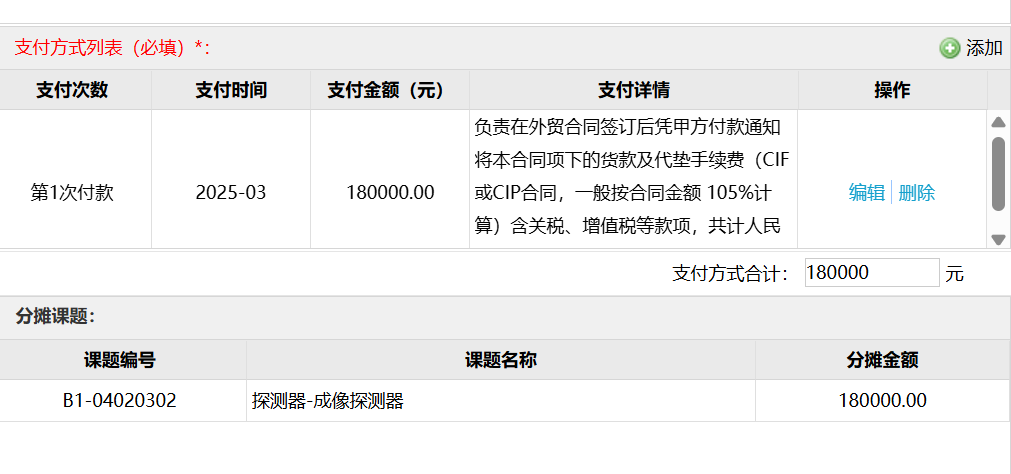 支付方式列表（必填）*：
添加
支付次数 支付时间 支付金额（元） 支付详情 操作
负责在外贸合同签订后凭甲方付款通知
将本合同项下的货款及代垫手续费（CIF
第1次付款 2025-03 180000.00 或CIP合同，一般按合同金额 105%计 编辑 删除
算）含关税、增值税等款项，共计人民
支付方式合计： 180000 元
分摊课题：
课题编号 课题名称 分摊金额
B1-04020302 探测器-成像探测器 180000.00